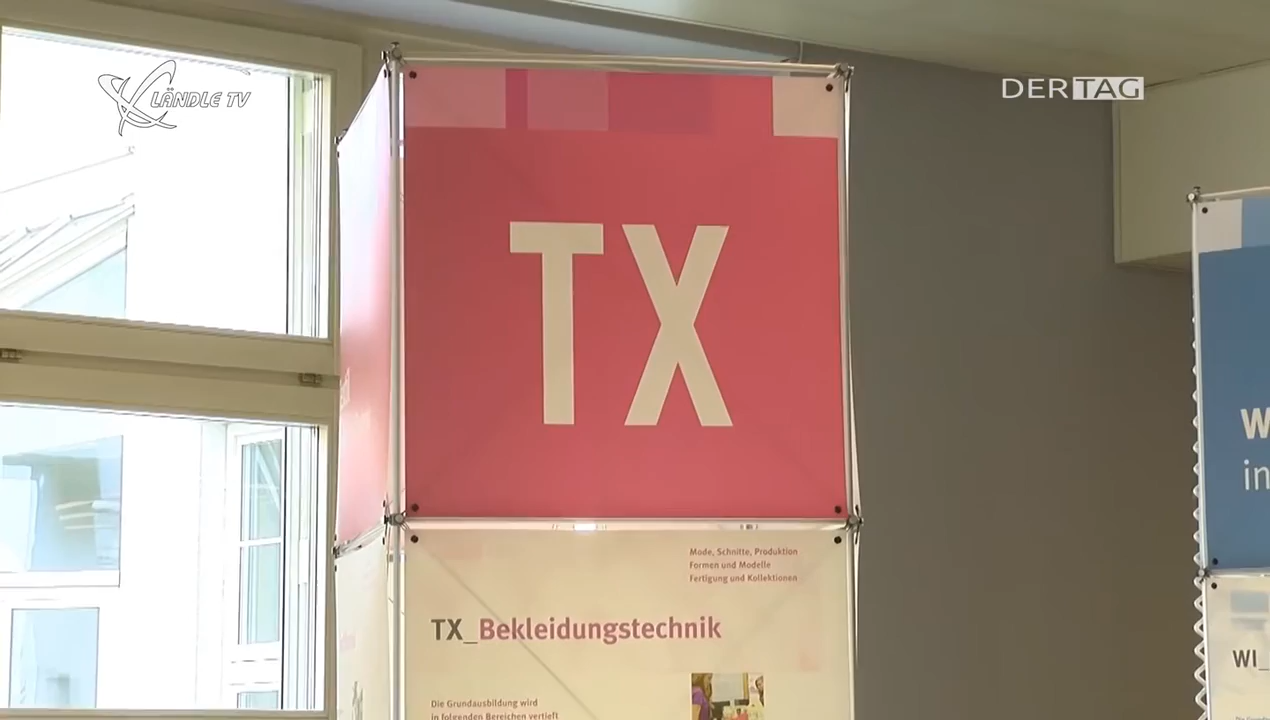 LÄNDLE TV
DERTAG
TX
Mode, Schnitte, Produktion
Formen und Modelle
Fertigung und Kollektionen
TX_Bekleidungstechnik
Die Grundausbildung wird
in folgenden Bereichen vertieft
W
in
WI_